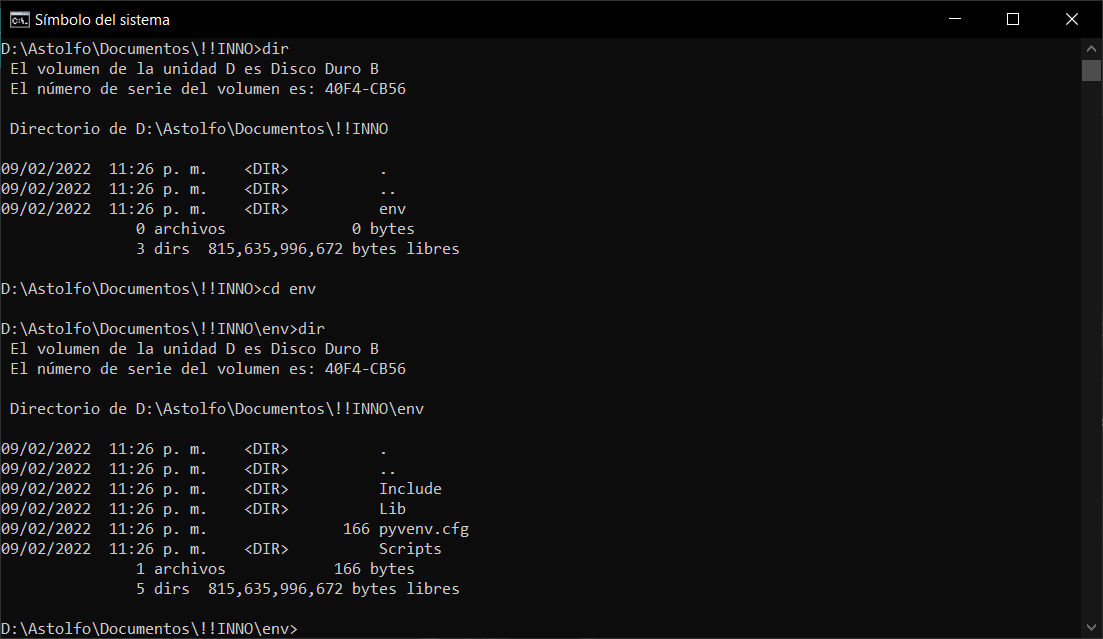 Símbolo del sistema
D:\Astolfo\Documentos\!!INNO>dir
 El volumen de la unidad D es Disco Duro B
 El número de serie del volumen es: 40F4-CB56

 Directorio de D:\Astolfo\Documentos\!!INNO

09/02/2022  11:26 p. m.    <DIR>          .
09/02/2022  11:26 p. m.    <DIR>          ..
09/02/2022  11:26 p. m.    <DIR>          env
               0 archivos              0 bytes
               3 dirs  815,635,996,672 bytes libres

D:\Astolfo\Documentos\!!INNO>cd env

D:\Astolfo\Documentos\!!INNO\env>dir
 El volumen de la unidad D es Disco Duro B
 El número de serie del volumen es: 40F4-CB56

 Directorio de D:\Astolfo\Documentos\!!INNO\env

09/02/2022  11:26 p. m.    <DIR>          .
09/02/2022  11:26 p. m.    <DIR>          ..
09/02/2022  11:26 p. m.    <DIR>          Include
09/02/2022  11:26 p. m.    <DIR>          Lib
09/02/2022  11:26 p. m.               166 pyvenv.cfg
09/02/2022  11:26 p. m.    <DIR>          Scripts
               1 archivos            166 bytes
               5 dirs  815,635,996,672 bytes libres

D:\Astolfo\Documentos\!!INNO\env>